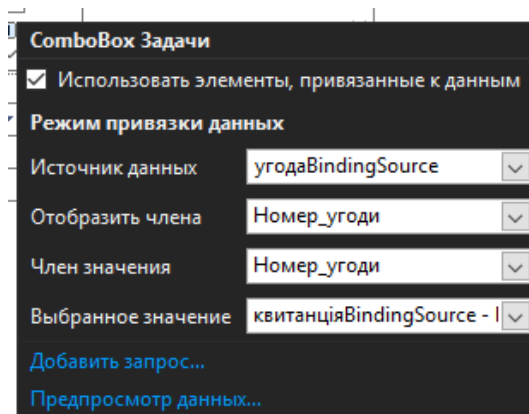 ComboBox Задачи
Использовать элементы, привязанные к данным
Режим привязки данных
Источник данных угодаBindingSource
Отобразить члена Номер_угоди
Член значения Номер_угоди
Выбранное значение квитанціяBindingSource -
Добавить запрос...
Предпросмотр данных...